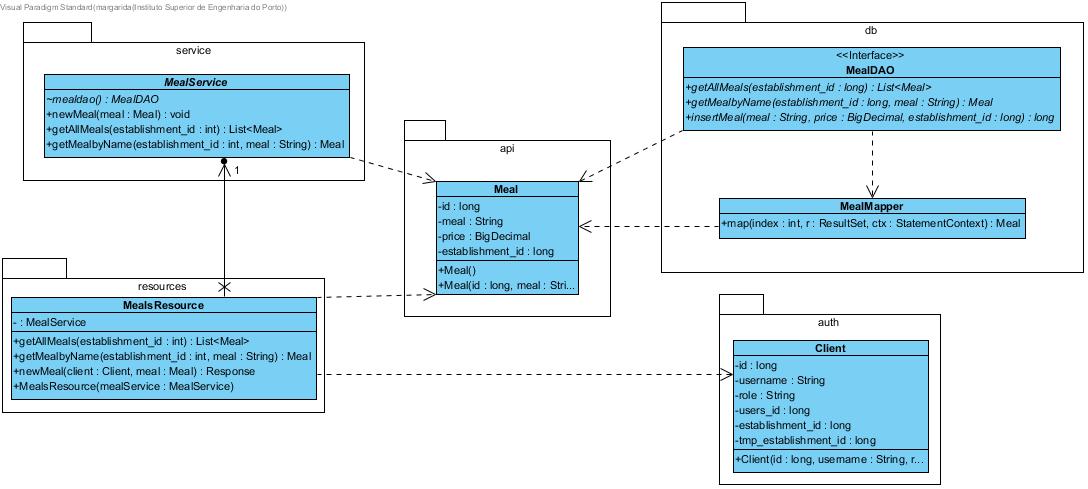 Visual Paradigm Standard(margarida(Instituto Superior de Engenharia do Porto))
service
MealService
~mealdao() : MealDAO
+newMeal(meal : Meal) : void
+getAllMeals(establishment_id : int) : List<Meal>
+getMealbyName(establishment_id : int, meal : String) : Meal
1
db
<<Interface>>
MealDAO
+getAllMeals(establishment_id : long) : List<Meal>
+getMealbyName(establishment_id : long, meal : String) : Meal
+insertMeal(meal : String, price : BigDecimal, establishment_id : long) : long
MealMapper
+map(index : int, r : ResultSet, ctx : StatementContext) : Meal
api
Meal
-id : long
-meal : String
-price : BigDecimal
-establishment_id : long
+Meal()
+Meal(id : long, meal : Stri...
resources
MealsResource
- : MealService
+getAllMeals(establishment_id : int) : List<Meal>
+getMealbyName(establishment_id : int, meal : String) : Meal
+newMeal(client : Client, meal : Meal) : Response
+MealsResource(mealService : MealService)
auth
Client
-id : long
-username : String
-role : String
-users_id : long
-establishment_id : long
-tmp_establishment_id : long
+Client(id : long, username : String, r...